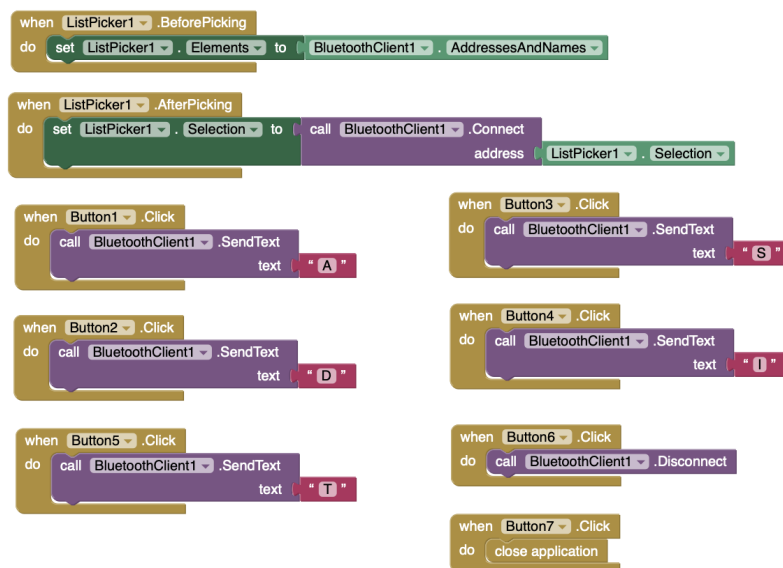 when ListPicker1 .BeforePicking
do set ListPicker1 . Elements to BluetoothClient1 . AddressesAndNames
when ListPicker1 .AfterPicking
do set ListPicker1 . Selection to call BluetoothClient1 .Connect
address ListPicker1 . Selection
when Button1 .Click
do call BluetoothClient1 .SendText
text " A "
when Button3 .Click
do call BluetoothClient1 .SendText
text " S "
when Button2 .Click
do call BluetoothClient1 .SendText
text " D "
when Button4 .Click
do call BluetoothClient1 .SendText
text " I "
when Button5 .Click
do call BluetoothClient1 .SendText
text " T "
when Button6 .Click
do call BluetoothClient1 .Disconnect
when Button7 .Click
do close application